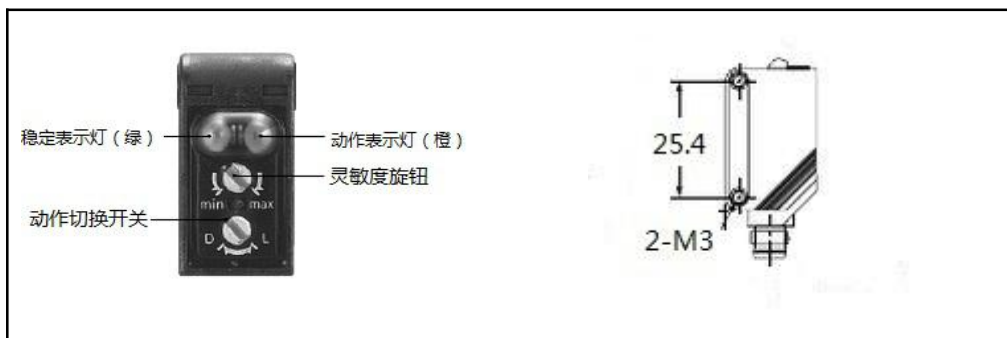 稳定表示灯（绿）
动作表示灯（橙）
灵敏度旋钮
min max
动作切换开关
D L
25.4
2-M3